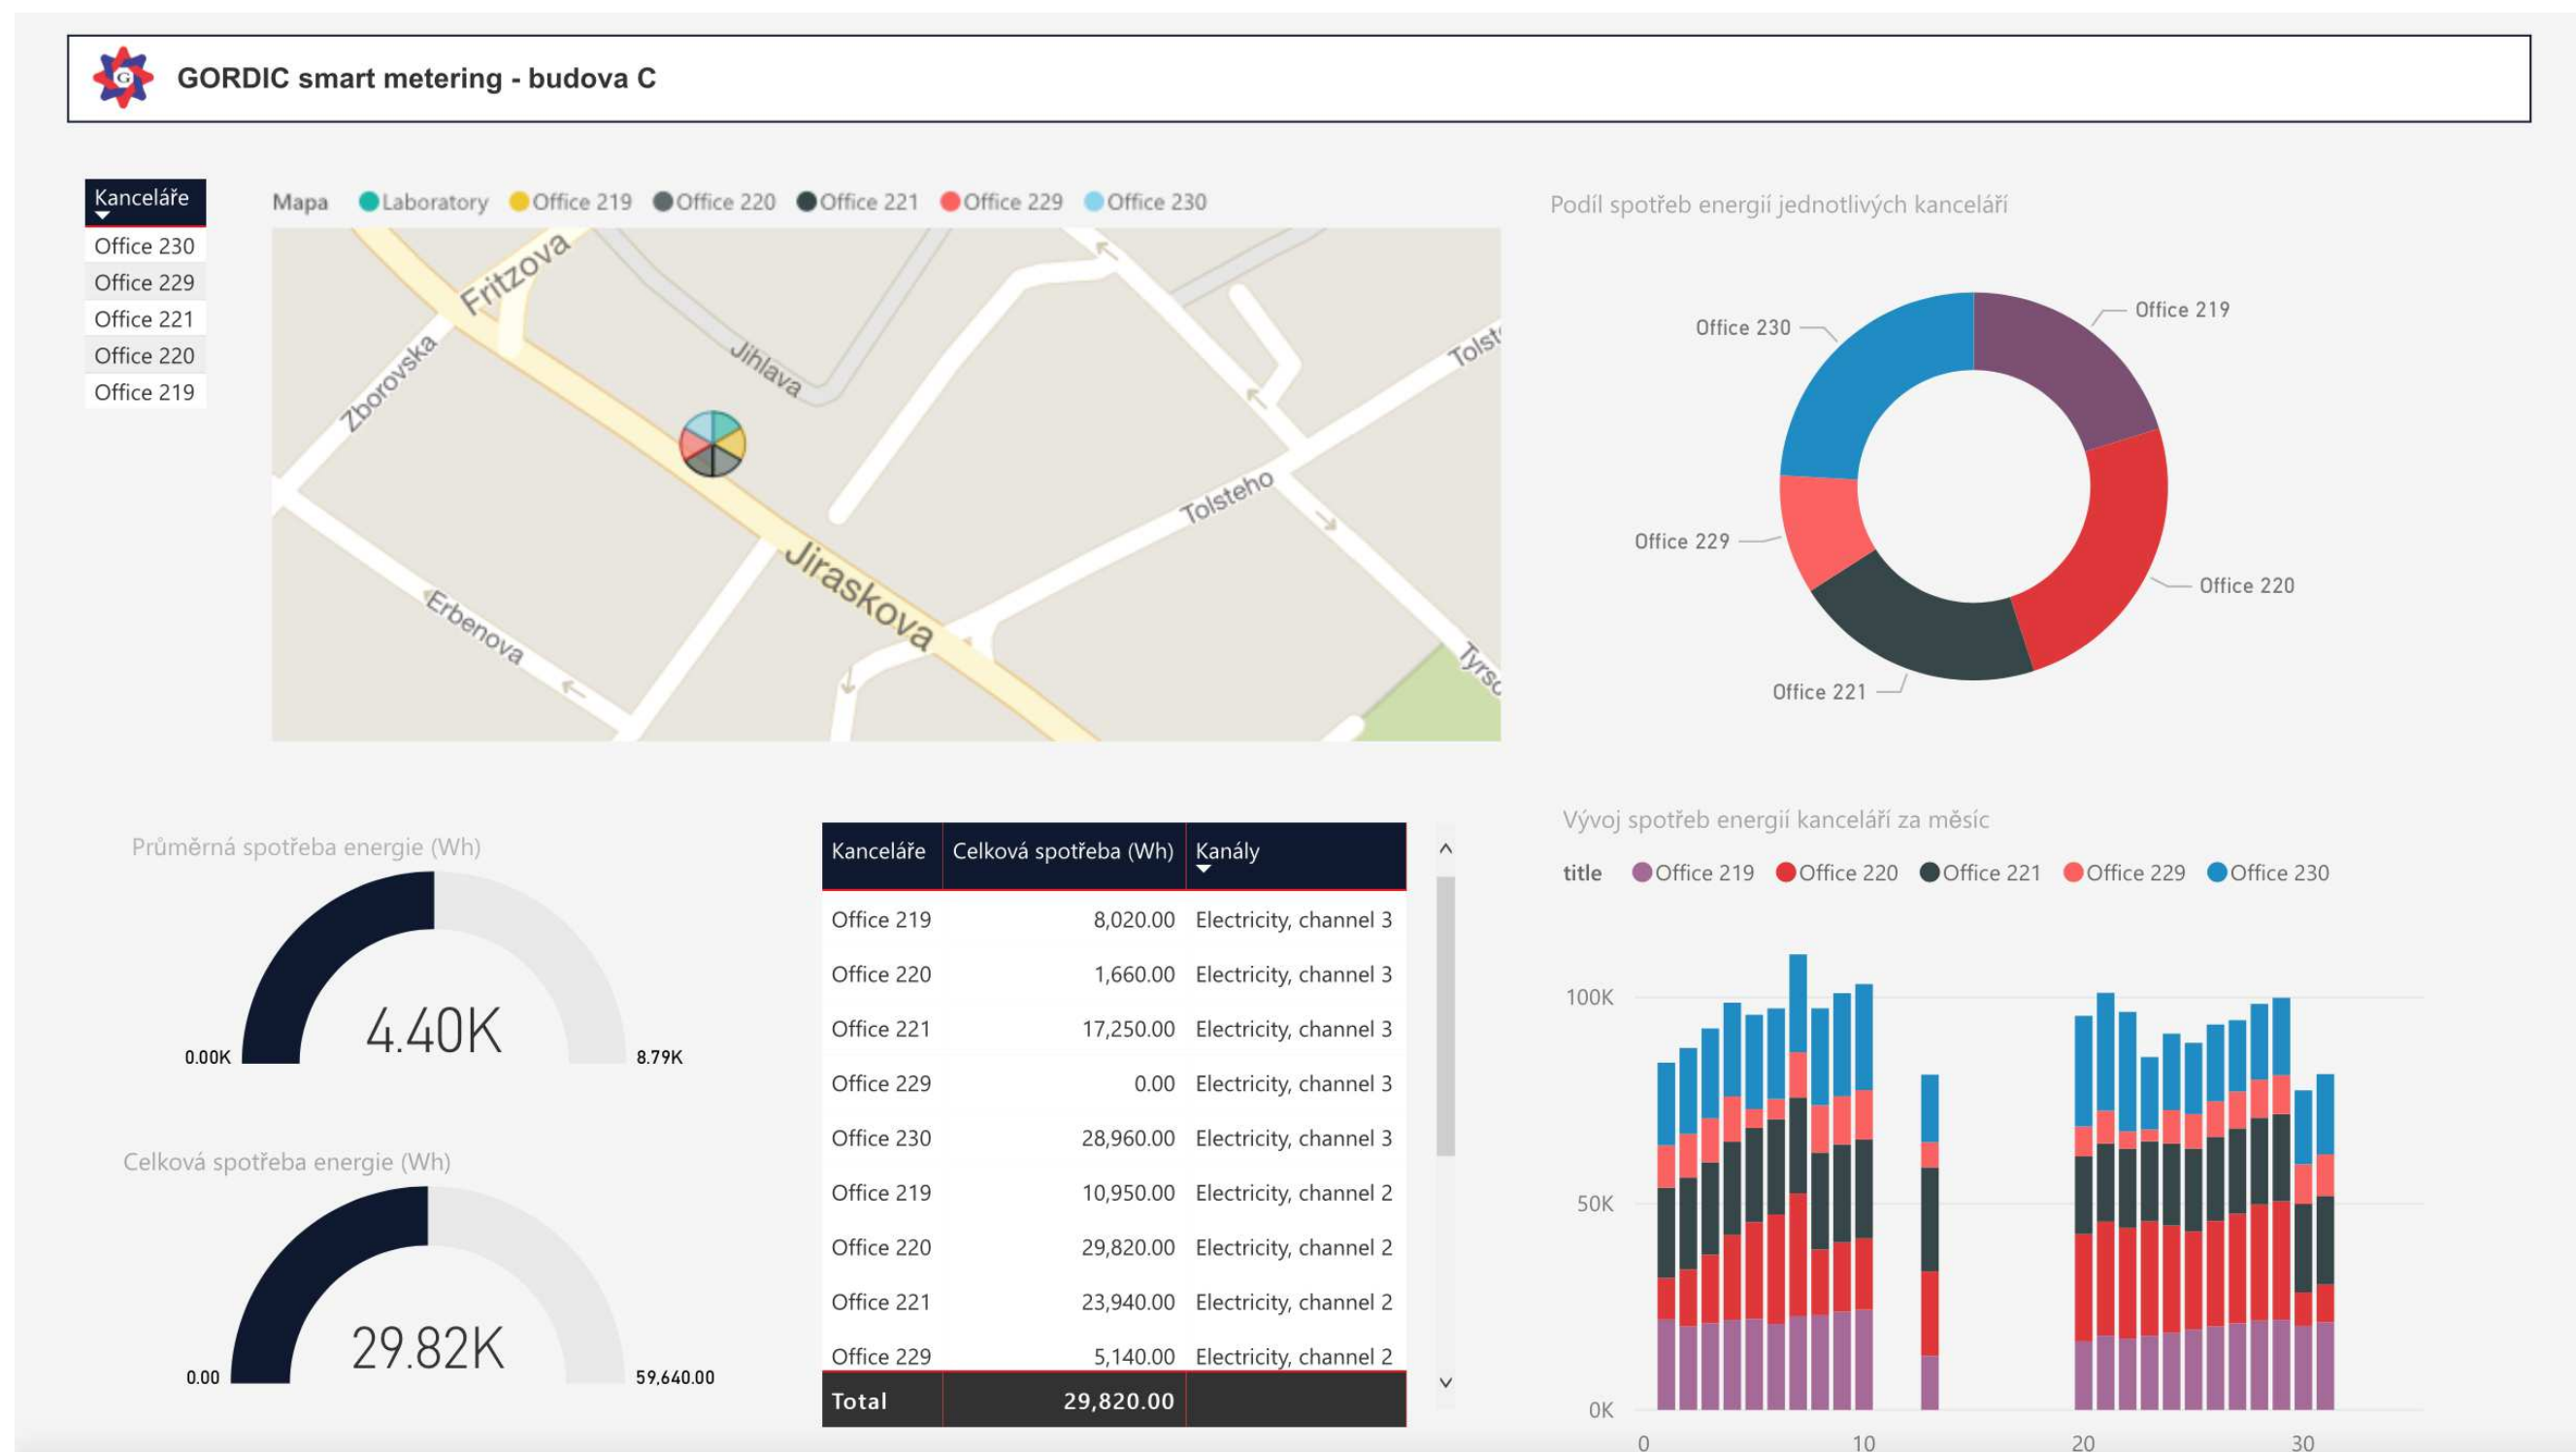 G
GORDIC smart metering - budova C
Kanceláře
Office 230
Office 229
Office 221
Office 220
Office 219
Mapa Laboratory Office 219 Office 220 Office 221 Office 229 Office 230
Fritzova
Zborovska
Jihlava
Tolsteho
Jiraskova
Erbenova
Podíl spotřeb energií jednotlivých kanceláří
Office 219
Office 230
Office 229
Office 220
Office 221
Průměrná spotřeba energie (Wh)
4.40K
0.00K
8.79K
Celková spotřeba energie (Wh)
29.82K
0.00
59,640.00
Kanceláře Celková spotřeba (Wh) Kanály
Office 219 8,020.00 Electricity, channel 3
Office 220 1,660.00 Electricity, channel 3
Office 221 17,250.00 Electricity, channel 3
Office 229 0.00 Electricity, channel 3
Office 230 28,960.00 Electricity, channel 3
Office 219 10,950.00 Electricity, channel 2
Office 220 29,820.00 Electricity, channel 2
Office 221 23,940.00 Electricity, channel 2
Office 229 5,140.00 Electricity, channel 2
Total 29,820.00
Vývoj spotřeb energií kanceláří za měsíc
title Office 219 Office 220 Office 221 Office 229 Office 230
100K
50K
0K
0 10 20 30